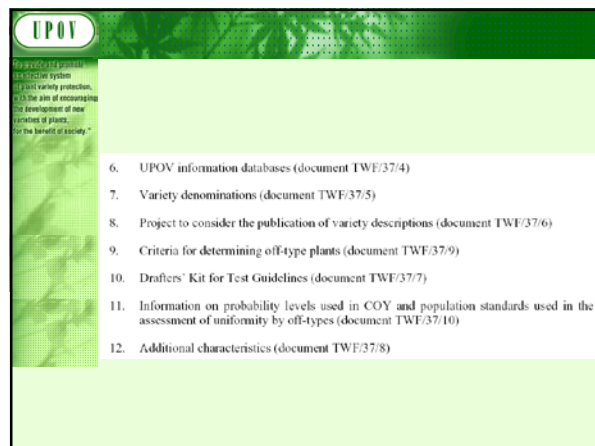 UPOV
"To provide and promote
an effective system
of plant variety protection,
with the aim of encouraging
the development of new
varieties of plants,
for the benefit of society."
6. UPOV information databases (document TWF/37/4)
7. Variety denominations (document TWF/37/5)
8. Project to consider the publication of variety descriptions (document TWF/37/6)
9. Criteria for determining off-type plants (document TWF/37/9)
10. Drafters' Kit for Test Guidelines (document TWF/37/7)
11. Information on probability levels used in COY and population standards used in the
assessment of uniformity by off-types (document TWF/37/10)
12. Additional characteristics (document TWF/37/8)